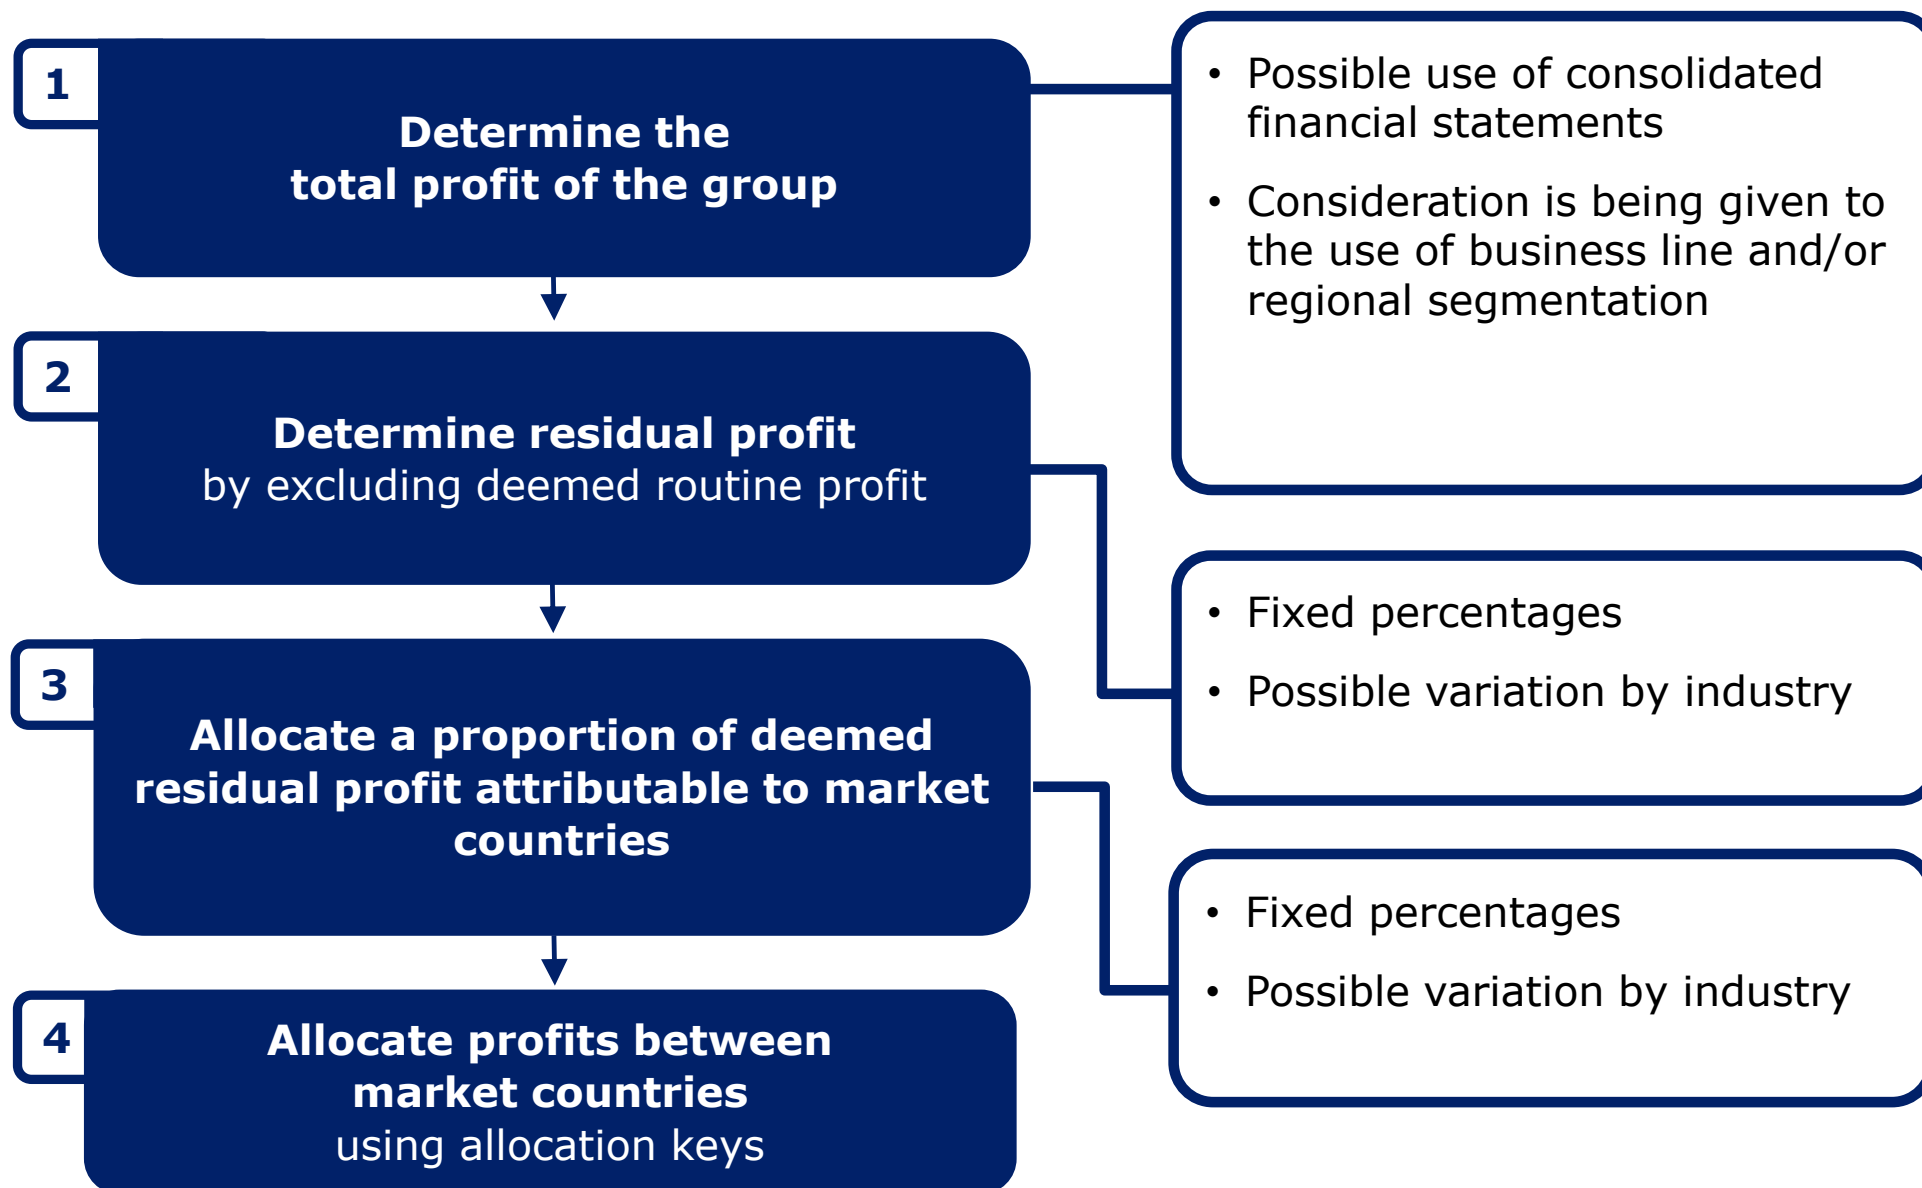 1
Determine the
total profit of the group
• Possible use of consolidated
financial statements
• Consideration is being given to
the use of business line and/or
regional segmentation
2
Determine residual profit
by excluding deemed routine profit
• Fixed percentages
• Possible variation by industry
3
Allocate a proportion of deemed
residual profit attributable to market
countries
• Fixed percentages
• Possible variation by industry
4
Allocate profits between
market countries
using allocation keys